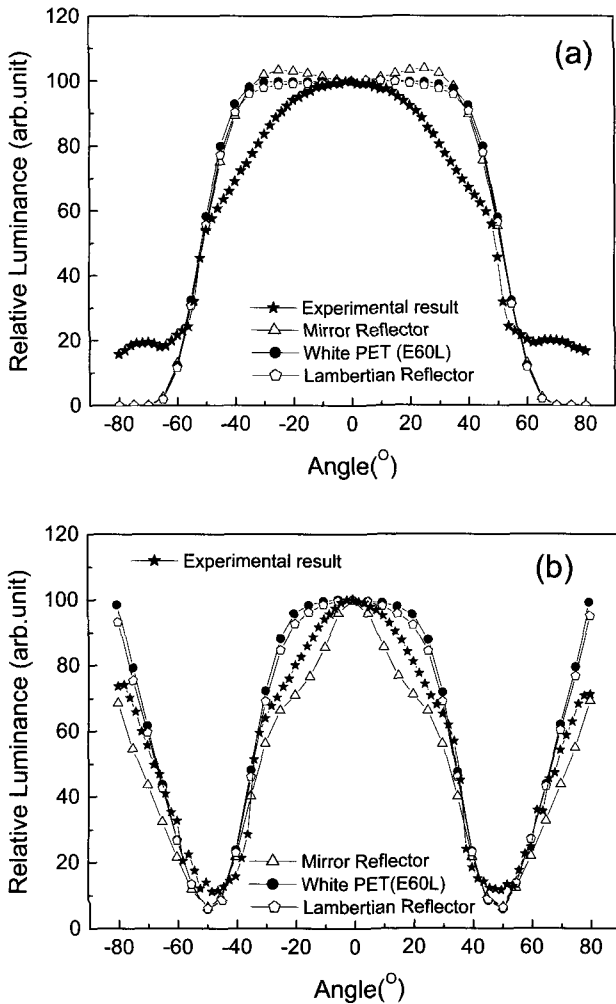 (a)
Relative Luminance (arb.unit)
120
100
80
60
40
20
0
Experimental result
Mirror Reflector
White PET (E60L)
Lambertian Reflector
-80 -60 -40 -20 0 20 40 60 80
Angle(O)
(b)
Relative Luminance (arb.unit)
120
100
80
60
40
20
0
Experimental result
Mirror Reflector
White PET(E60L)
Lambertian Reflector
-80 -60 -40 -20 0 20 40 60 80
Angle(O)